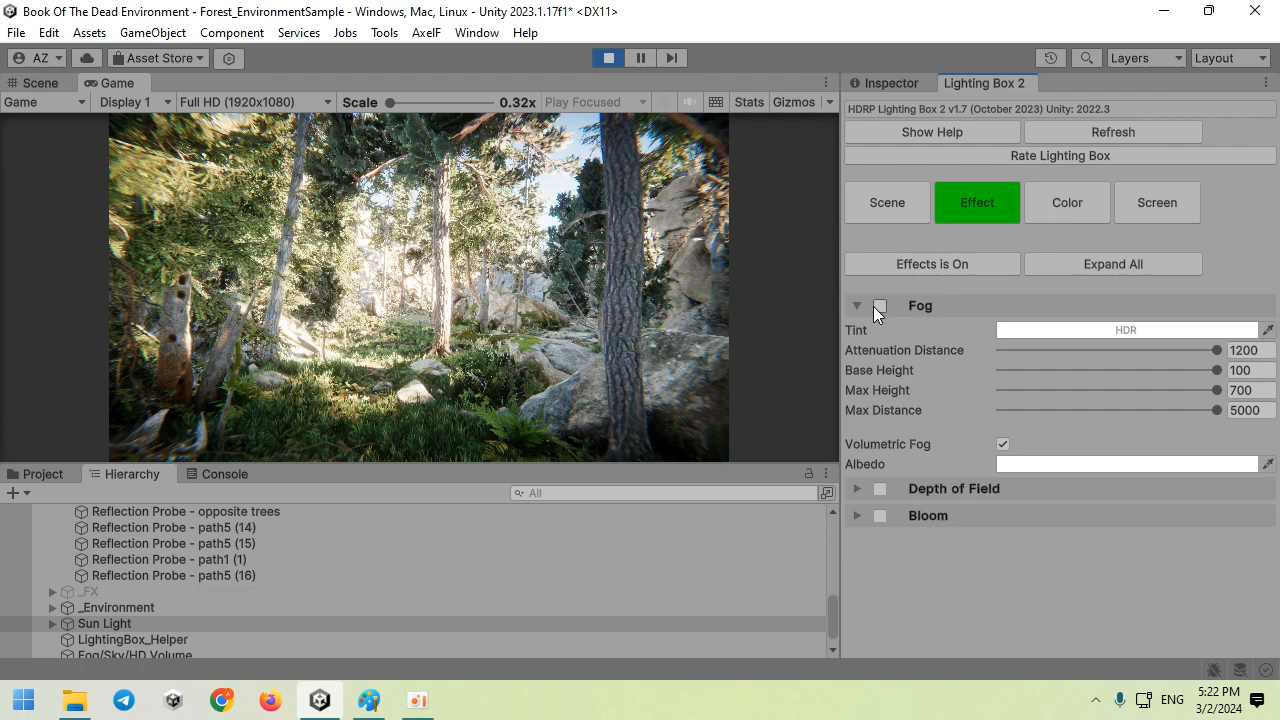 Book Of The Dead Environment - Forest_EnvironmentSample - Windows, Mac, Linux - Unity 2023.1.17f1* <DX11>
File Edit Assets GameObject Component Services Jobs Tools AxelF Window Help
AZ Asset Store Layers Layout
Scene Game Inspector Lighting Box 2
Game Display 1 Full HD (1920x1080) Scale 0.32x Play Focused Stats Gizmos
HDRP Lighting Box 2 v1.7 (October 2023) Unity: 2022.3
Show Help Refresh
Rate Lighting Box
Scene Effect Color Screen
Effects is On Expand All
Fog
Tint HDR
Attenuation Distance 1200
Base Height 100
Max Height 700
Max Distance 5000
Volumetric Fog
Albedo
Depth of Field
Bloom
Project Hierarchy Console
All
Reflection Probe - opposite trees
Reflection Probe - path5 (14)
Reflection Probe - path5 (15)
Reflection Probe - path1 (1)
Reflection Probe - path5 (16)
_FX
_Environment
Sun Light
LightingBox_Helper
Fog/Sky/HD Volume
ENG 5:22 PM
3/2/2024